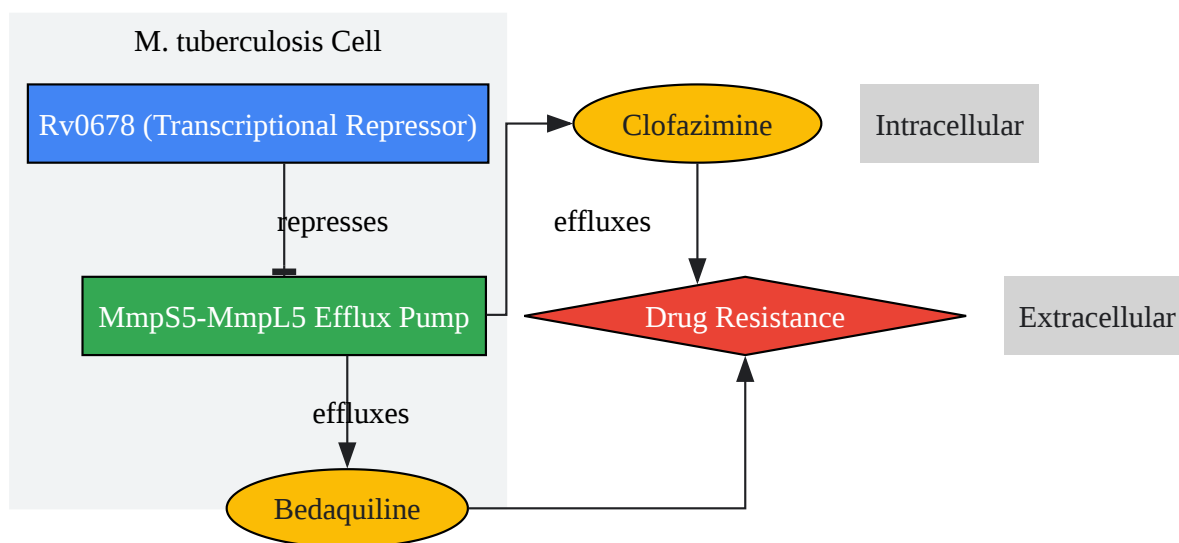 M. tuberculosis Cell
Rv0678 (Transcriptional Repressor)
Clofazimine
Intracellular
represses
effluxes
MmpS5-MmpL5 Efflux Pump
Drug Resistance
Extracellular
effluxes
Bedaquiline